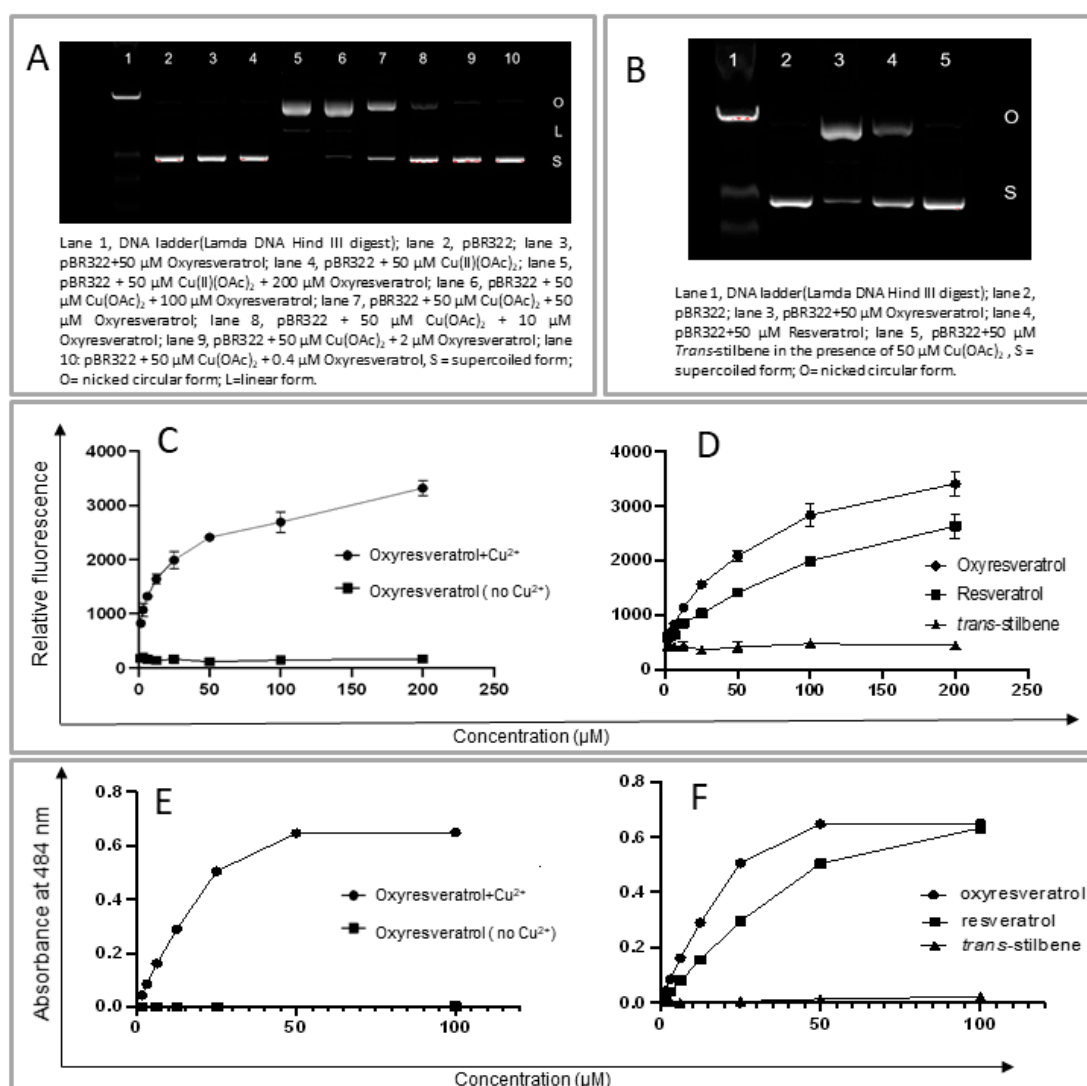 A
1 2 3 4 5 6 7 8 9 10
O
L
S
Lane 1, DNA ladder(Lamda DNA Hind III digest); lane 2, pBR322; lane 3,
pBR322+50 µM Oxyresveratrol; lane 4, pBR322 + 50 µM Cu(II)(OAc)₂; lane 5,
pBR322 + 50 µM Cu(II)(OAc)₂ + 200 µM Oxyresveratrol; lane 6, pBR322 + 50
µM Cu(OAc)₂ + 100 µM Oxyresveratrol; lane 7, pBR322 + 50 µM Cu(OAc)₂ + 50
µM Oxyresveratrol; lane 8, pBR322 + 50 µM Cu(OAc)₂ + 10 µM
Oxyresveratrol; lane 9, pBR322 + 50 µM Cu(OAc)₂ + 2 µM Oxyresveratrol; lane
10: pBR322 + 50 µM Cu(OAc)₂ + 0.4 µM Oxyresveratrol, S = supercoiled form;
O= nicked circular form; L=linear form.
B
1 2 3 4 5
O
S
Lane 1, DNA ladder(Lamda DNA Hind III digest); lane 2,
pBR322; lane 3, pBR322+50 µM Oxyresveratrol; lane 4,
pBR322+50 µM Resveratrol; lane 5, pBR322+50 µM
Trans-stilbene in the presence of 50 µM Cu(OAc)₂ , S =
supercoiled form; O= nicked circular form.
Relative fluorescence
C
4000
3000
2000
1000
0
0 50 100 150 200 250
Oxyresveratrol+Cu²⁺
Oxyresveratrol ( no Cu²⁺)
D
4000
3000
2000
1000
0
0 50 100 150 200 250
Oxyresveratrol
Resveratrol
trans-stilbene
Concentration (µM)
Absorbance at 484 nm
E
0.8
0.6
0.4
0.2
0.0
0 50 100
Oxyresveratrol+Cu²⁺
Oxyresveratrol ( no Cu²⁺)
F
0.8
0.6
0.4
0.2
0.0
0 50 100
oxyresveratrol
resveratrol
trans-stilbene
Concentration (µM)